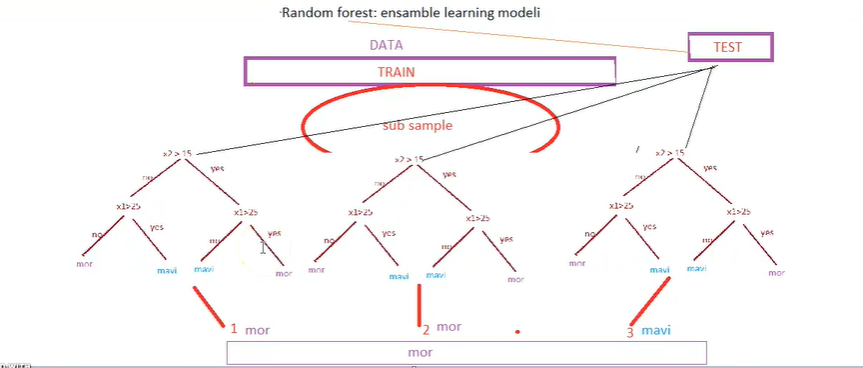 ·Random forest: ensamble learning modeli
DATA
TEST
TRAIN
sub sample
x2 > 15
x2 > 15
x2 > 15
no
yes
no
yes
no
yes
x1>25
x1>25
x1>25
x1>25
x1>25
x1>25
no
yes
no
yes
no
yes
no
yes
no
yes
no
yes
mor
mavi
mavi
mor
mor
mavi
mavi
mor
mor
mavi
mavi
mor
1 mor
2 mor
3 mavi
mor